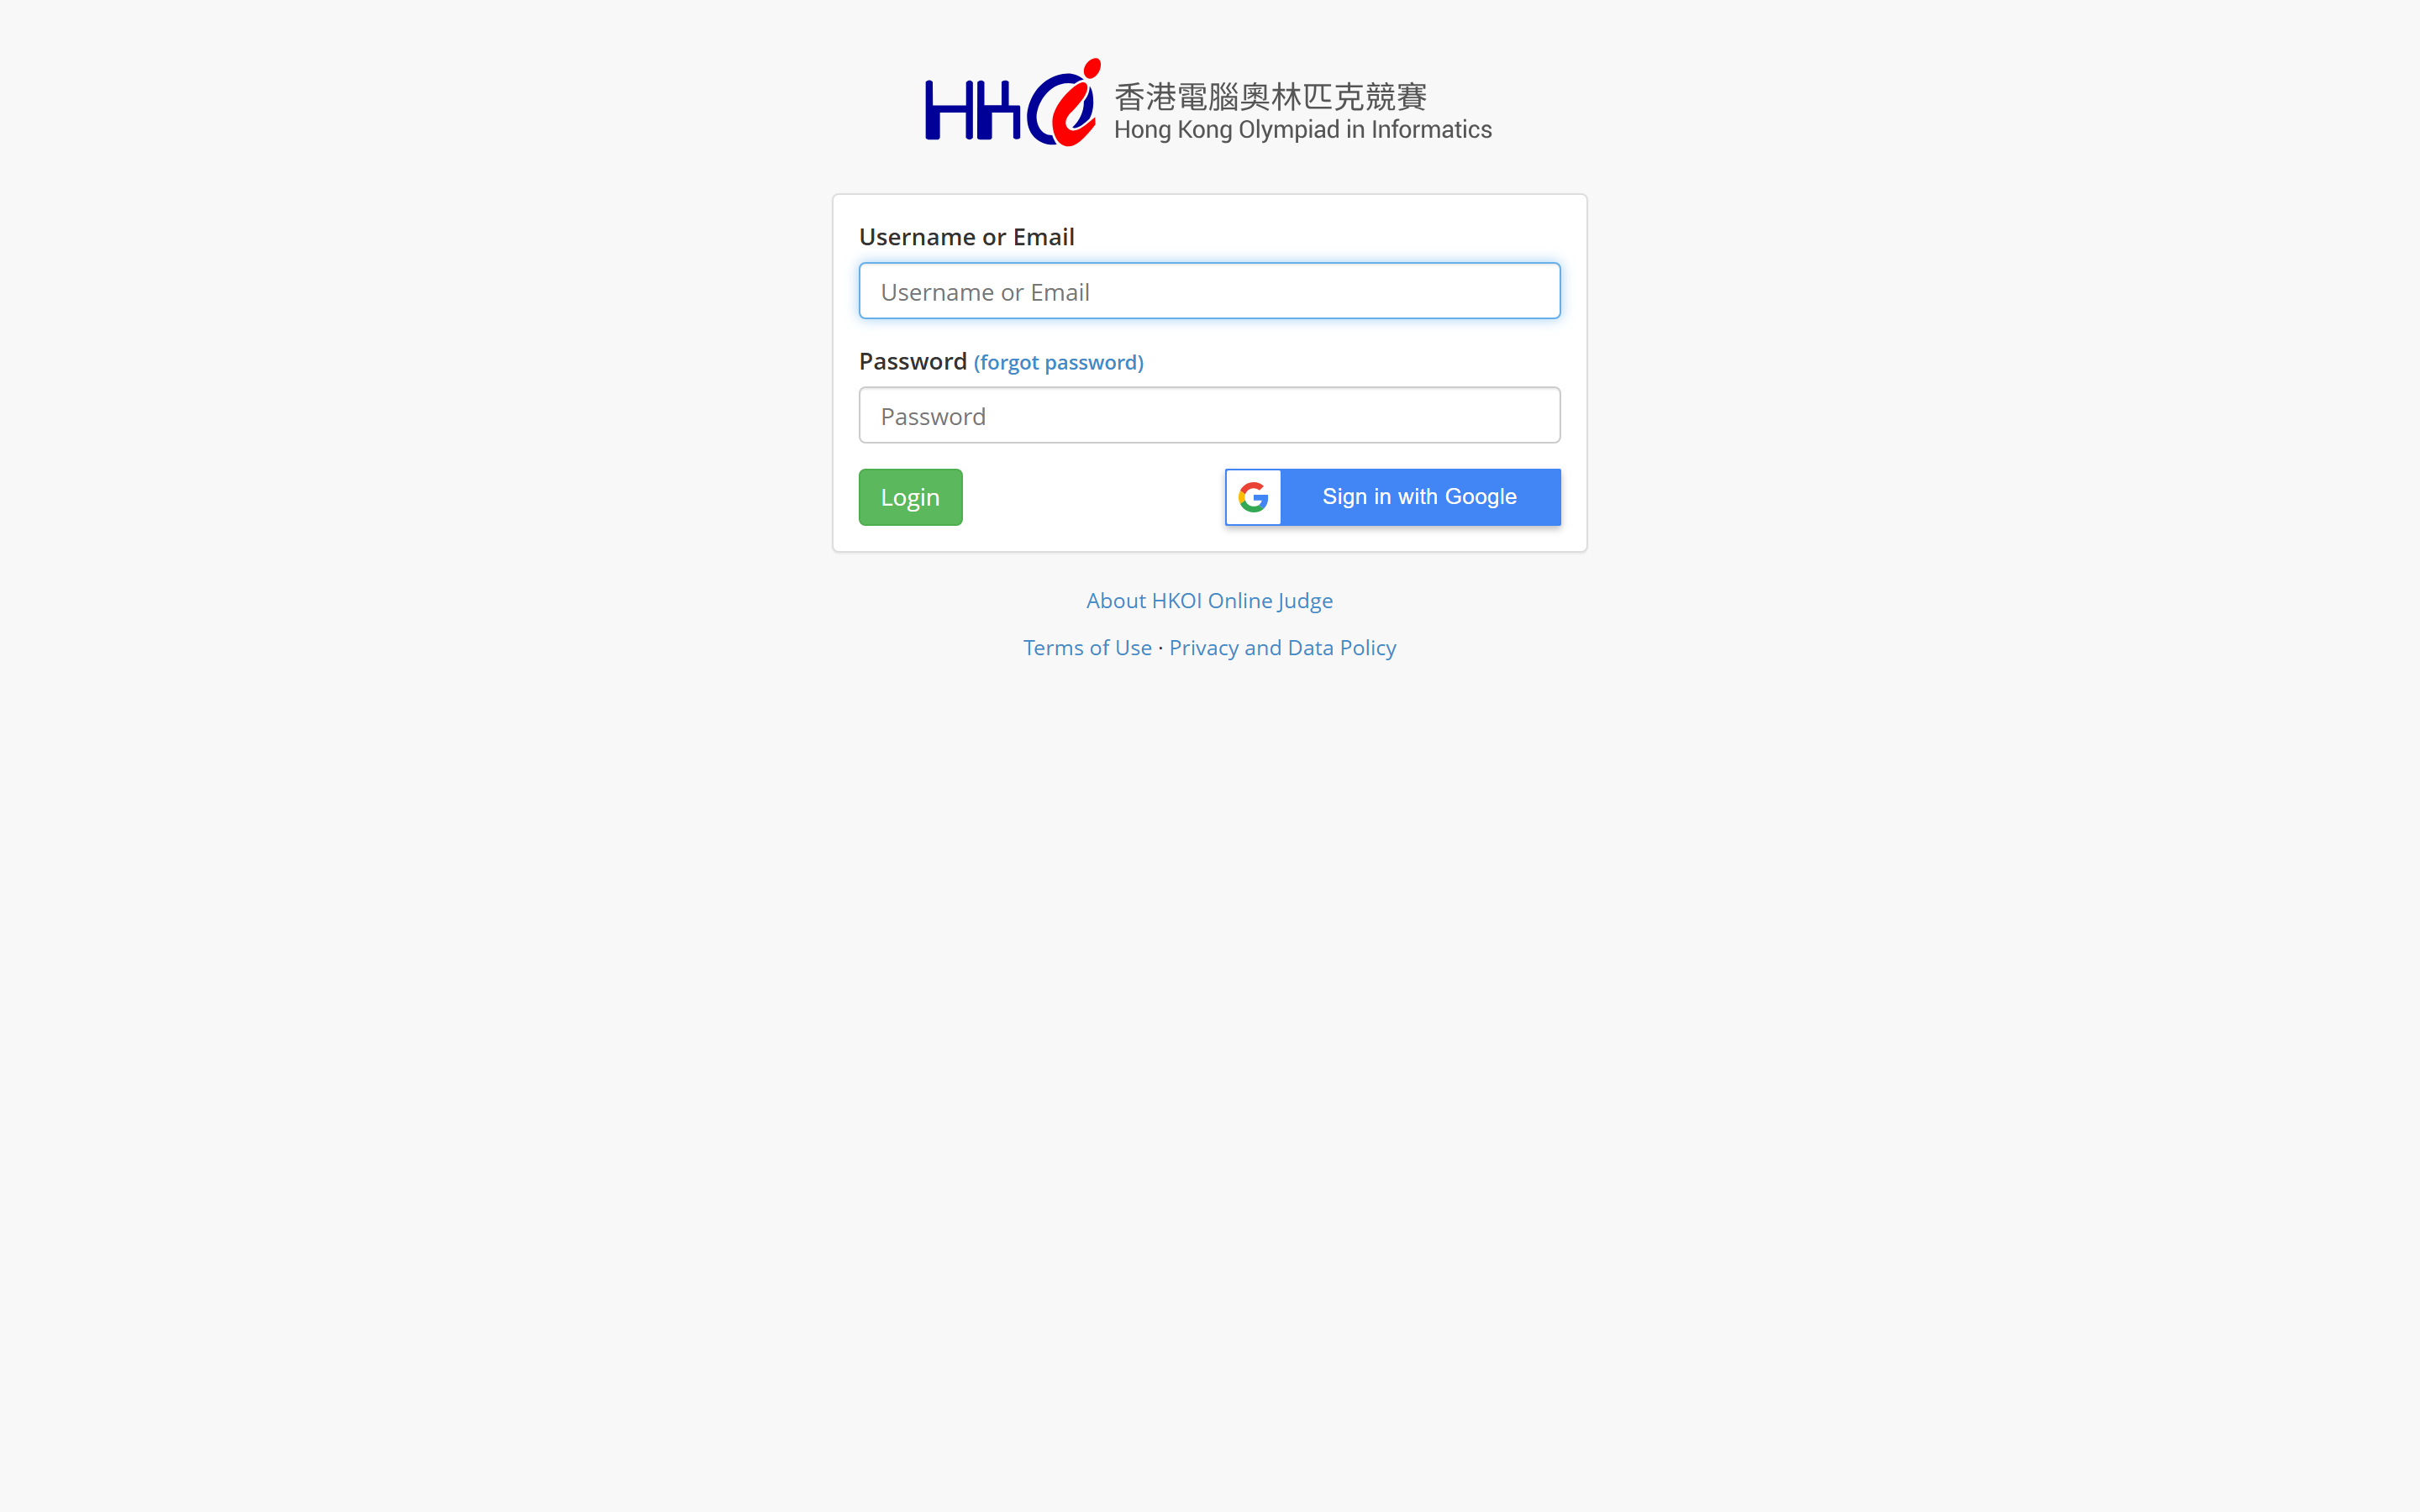 HKOi
香港電腦奧林匹克競賽
Hong Kong Olympiad in Informatics
Username or Email
Username or Email
Password (forgot password)
Password
Login
Sign in with Google
About HKOI Online Judge
Terms of Use · Privacy and Data Policy